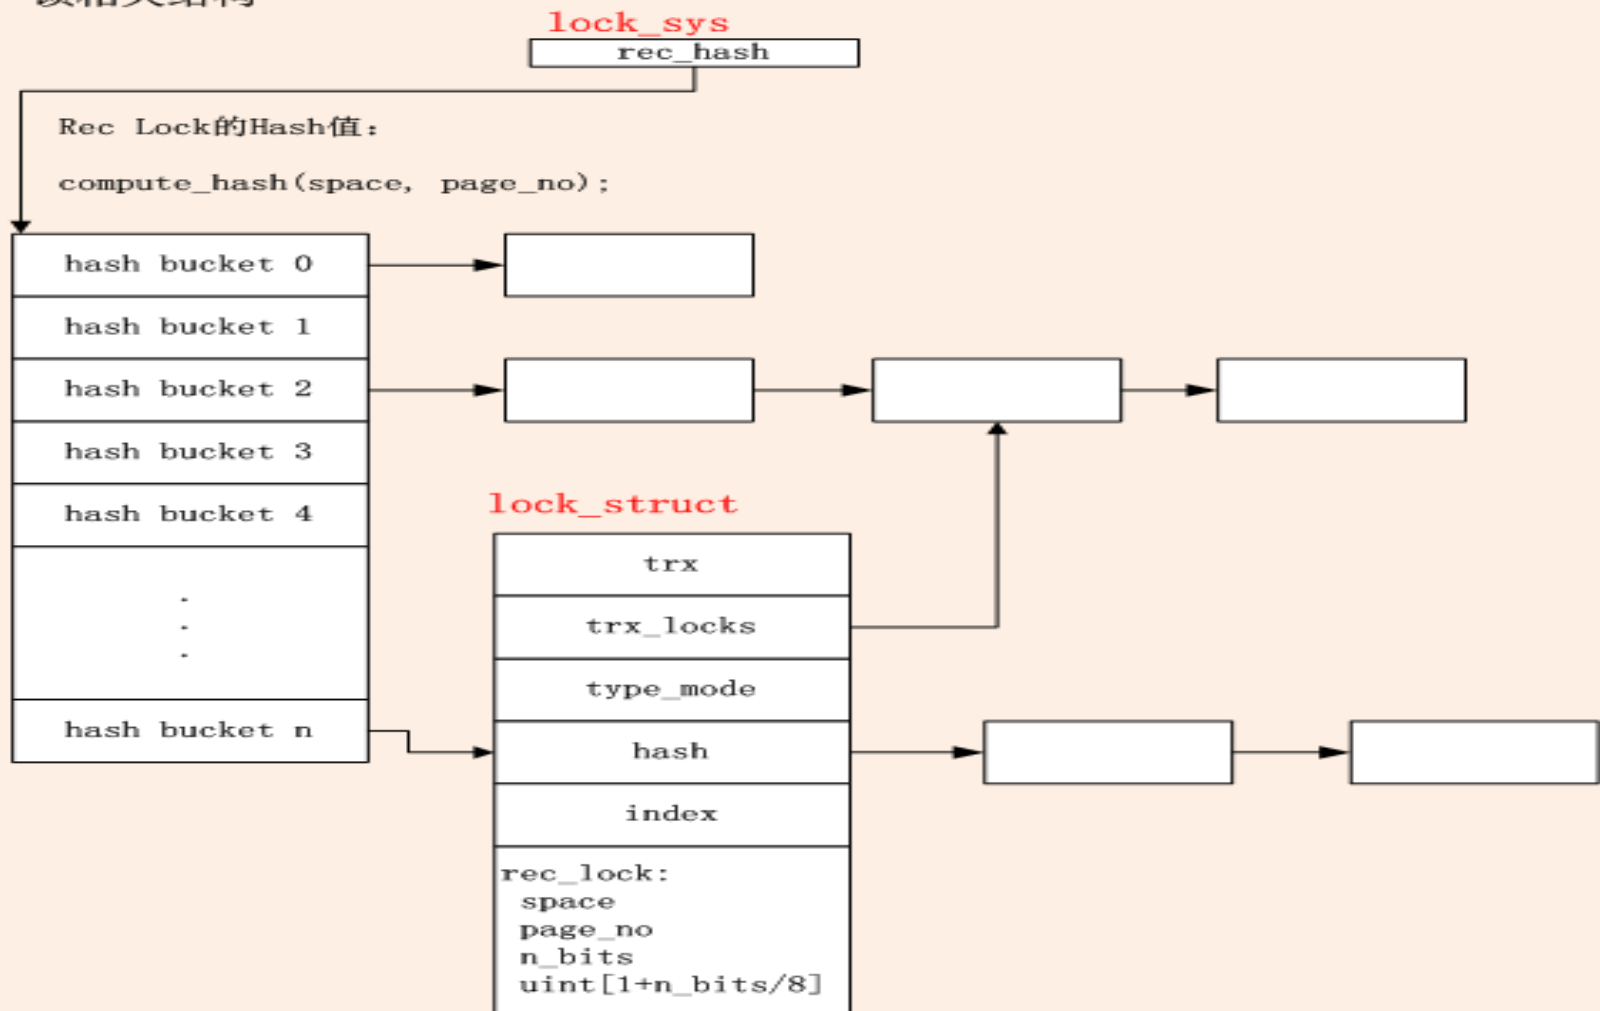 lock_sys
rec_hash
Rec Lock的Hash值：
compute_hash(space, page_no);
hash bucket 0
hash bucket 1
hash bucket 2
hash bucket 3
hash bucket 4
.
.
.
hash bucket n
lock_struct
trx
trx_locks
type_mode
hash
index
rec_lock:
space
page_no
n_bits
uint[1+n_bits/8]